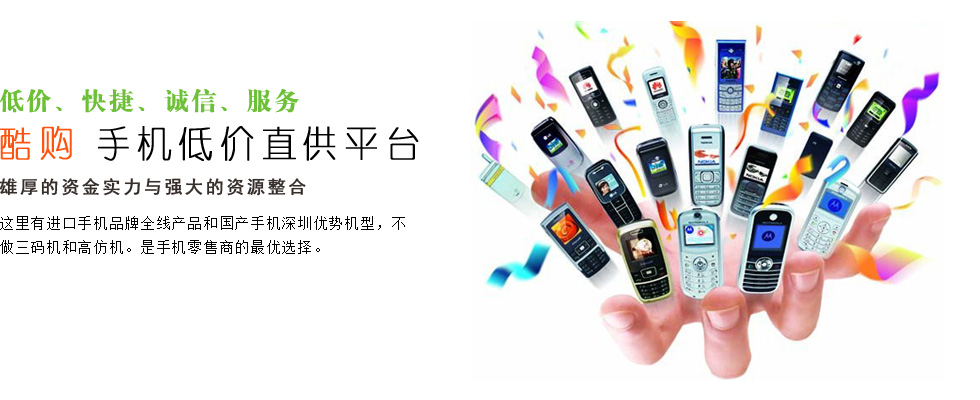 低价、快捷、诚信、服务
酷购 手机低价直供平台
雄厚的资金实力与强大的资源整合
这里有进口手机品牌全线产品和国产手机深圳优势机型，不
做三码机和高仿机。是手机零售商的最优选择。
NOKIA